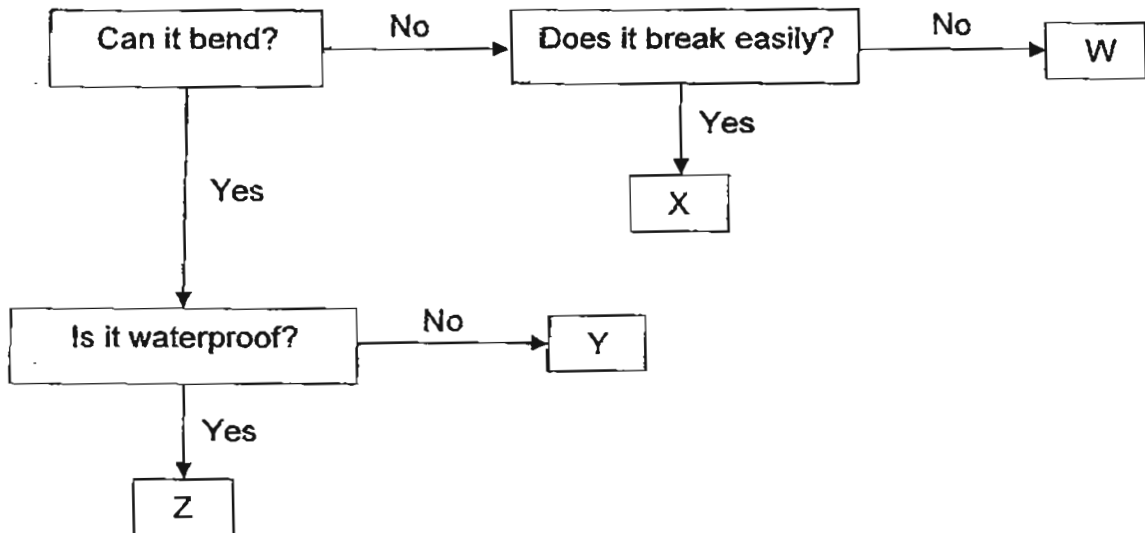 Can it bend?
No
Does it break easily?
No
W
Yes
X
Yes
Is it waterproof?
No
Y
Yes
Z